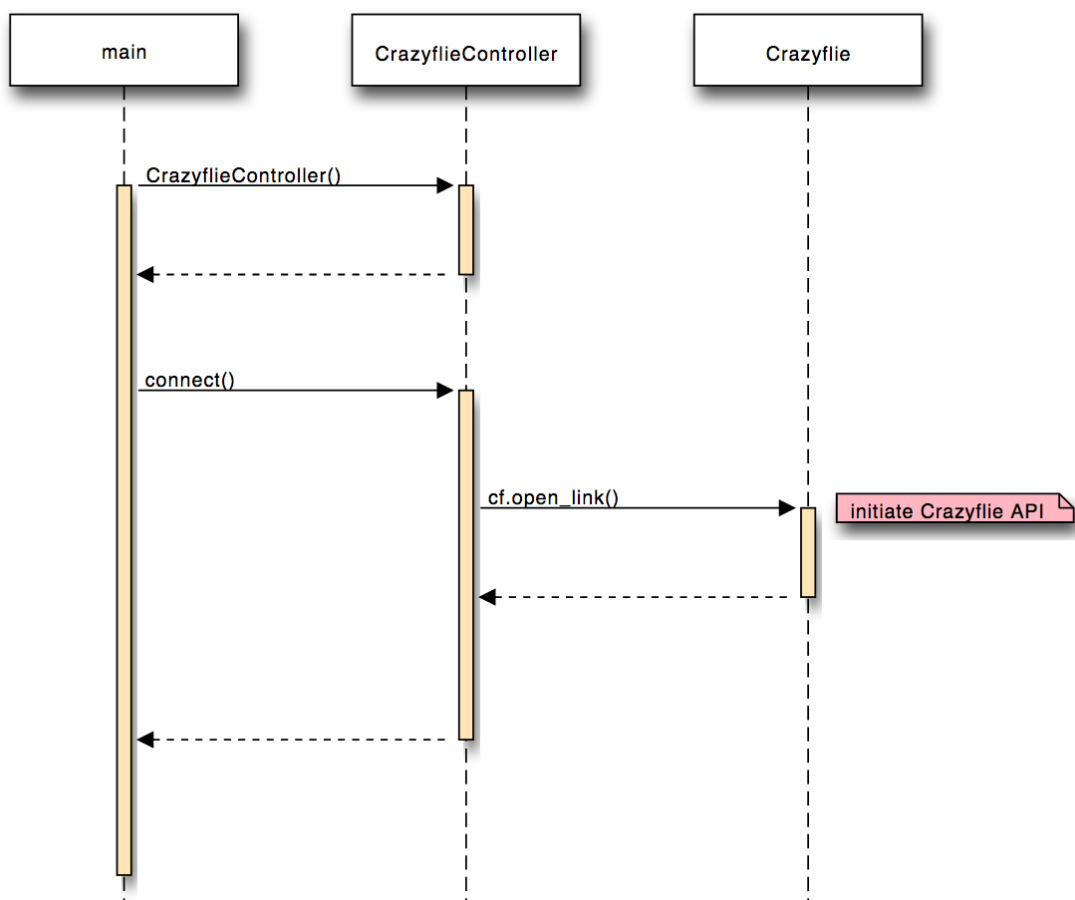 main
CrazyflieController
Crazyflie
CrazyflieController()
connect()
cf.open_link()
initiate Crazyflie API